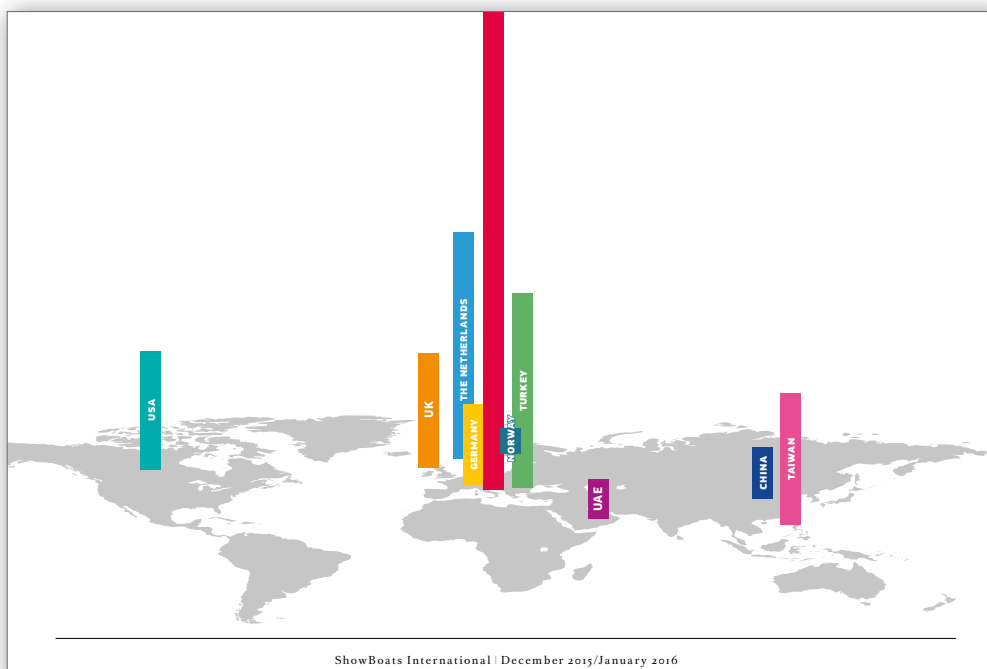 USA
UK
THE NETHERLANDS
GERMANY
NORWAY
TURKEY
UAE
CHINA
TAIWAN
ShowBoats International | December 2015/January 2016